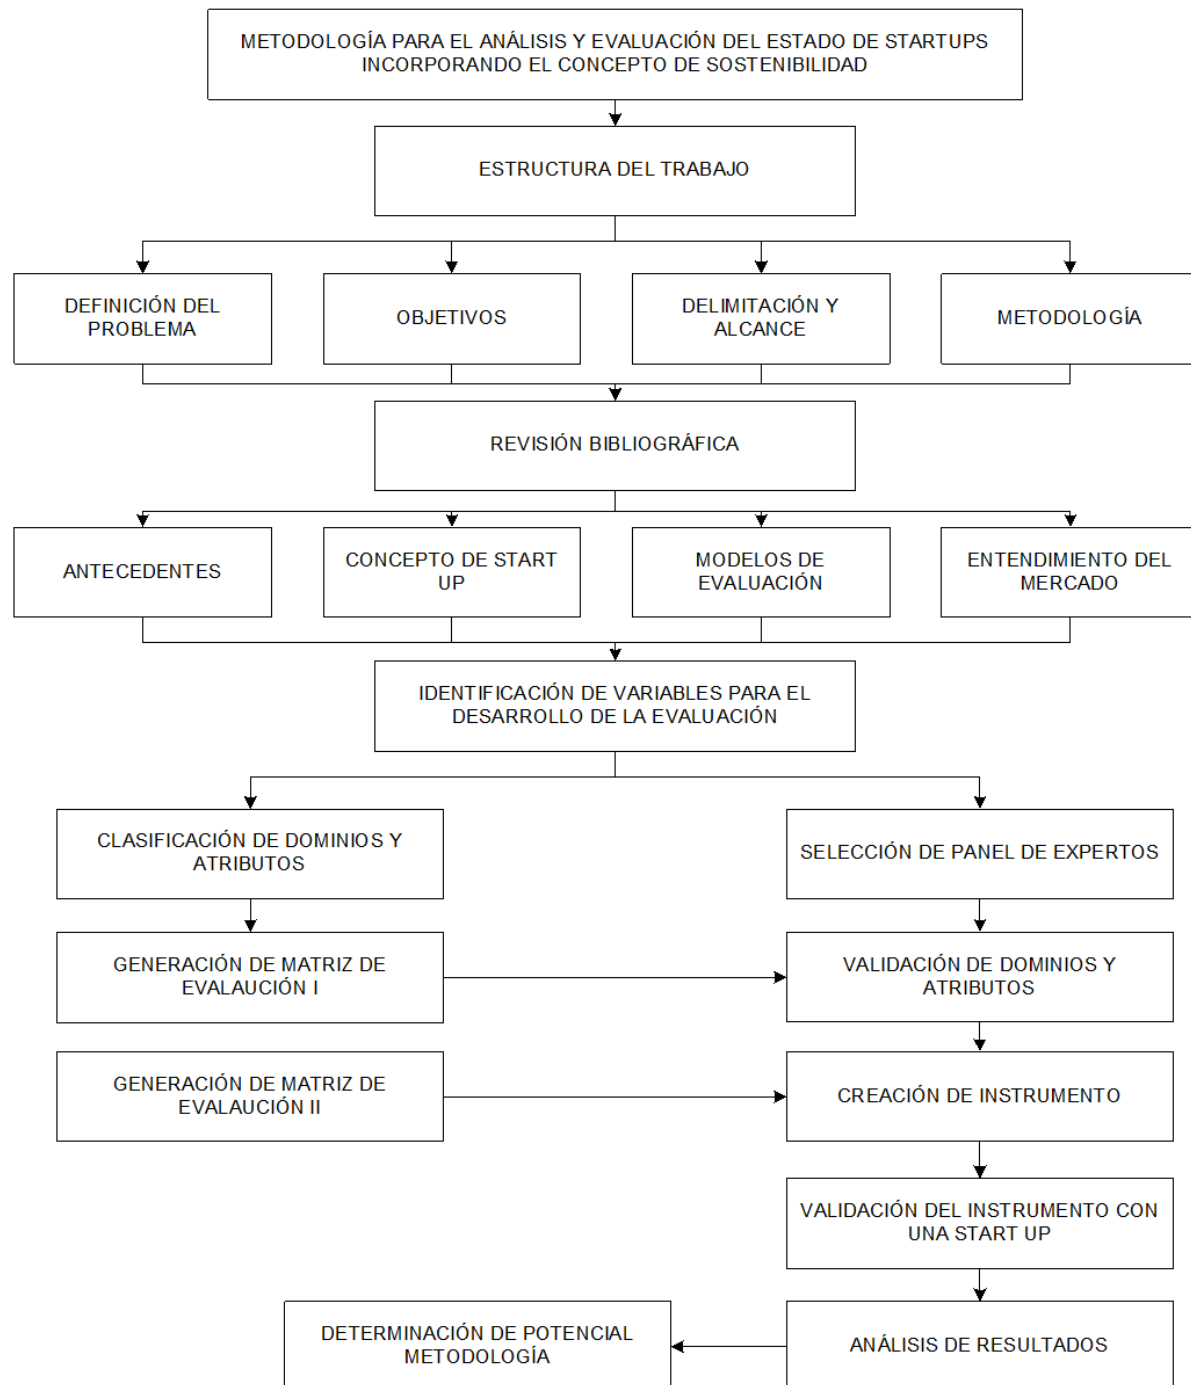 METODOLOGÍA PARA EL ANÁLISIS Y EVALUACIÓN DEL ESTADO DE STARTUPS
INCORPORANDO EL CONCEPTO DE SOSTENIBILIDAD
ESTRUCTURA DEL TRABAJO
DEFINICIÓN DEL
PROBLEMA
OBJETIVOS
DELIMITACIÓN Y
ALCANCE
METODOLOGÍA
REVISIÓN BIBLIOGRÁFICA
ANTECEDENTES
CONCEPTO DE START
UP
MODELOS DE
EVALUACIÓN
ENTENDIMIENTO DEL
MERCADO
IDENTIFICACIÓN DE VARIABLES PARA EL
DESARROLLO DE LA EVALUACIÓN
CLASIFICACIÓN DE DOMINIOS Y
ATRIBUTOS
SELECCIÓN DE PANEL DE EXPERTOS
GENERACIÓN DE MATRIZ DE
EVALAUCIÓN I
VALIDACIÓN DE DOMINIOS Y
ATRIBUTOS
GENERACIÓN DE MATRIZ DE
EVALAUCIÓN II
CREACIÓN DE INSTRUMENTO
VALIDACIÓN DEL INSTRUMENTO CON
UNA START UP
DETERMINACIÓN DE POTENCIAL
METODOLOGÍA
ANÁLISIS DE RESULTADOS